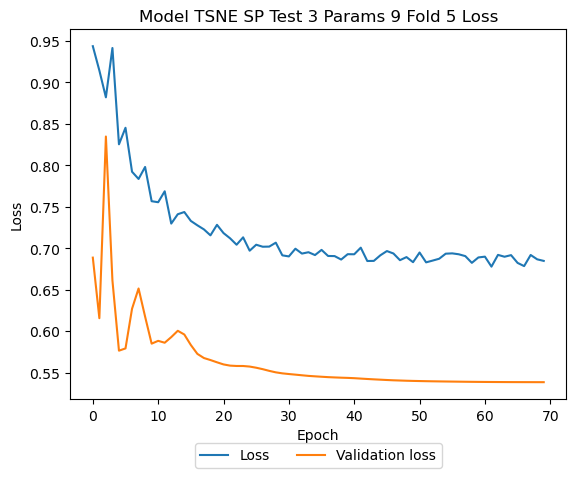 Model TSNE SP Test 3 Params 9 Fold 5 Loss
0.95
0.90
0.85
0.80
0.75
0.70
0.65
0.60
0.55
Loss
0 10 20 30 40 50 60 70
Epoch
Loss Validation loss